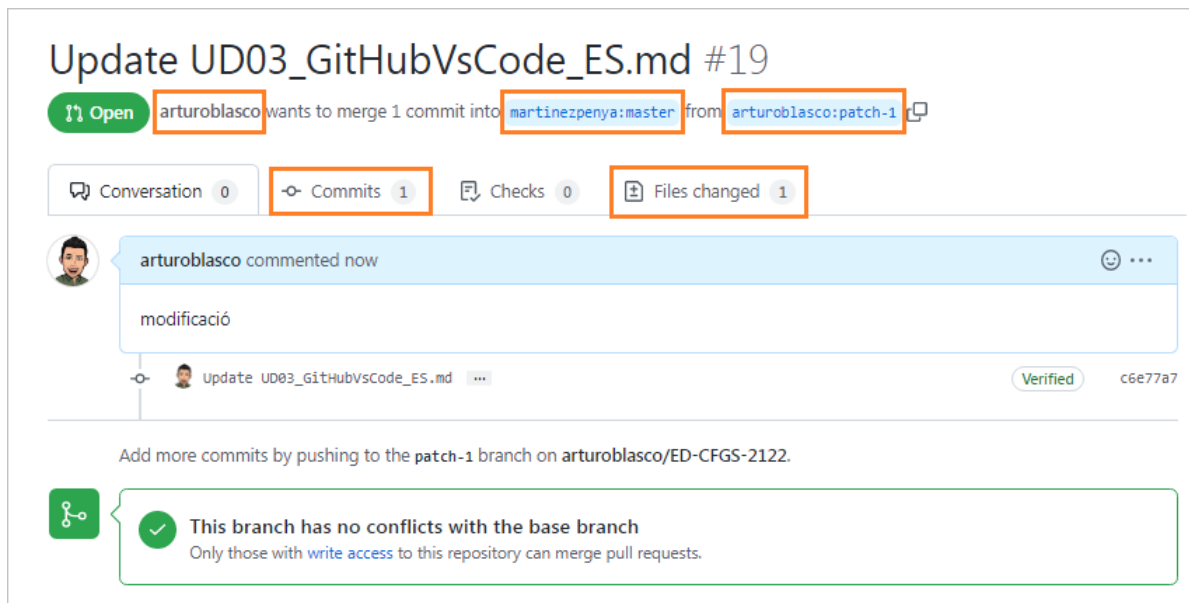 Update UD03_GitHubVsCode_ES.md #19
Open arturoblasco wants to merge 1 commit into martinezpenya:master from arturoblasco:patch-1
Conversation 0 Commits 1 Checks 0 Files changed 1
arturoblasco commented now
modificació
Update UD03_GitHubVsCode_ES.md ... Verified c6e77a7
Add more commits by pushing to the patch-1 branch on arturoblasco/ED-CFGS-2122.
This branch has no conflicts with the base branch
Only those with write access to this repository can merge pull requests.